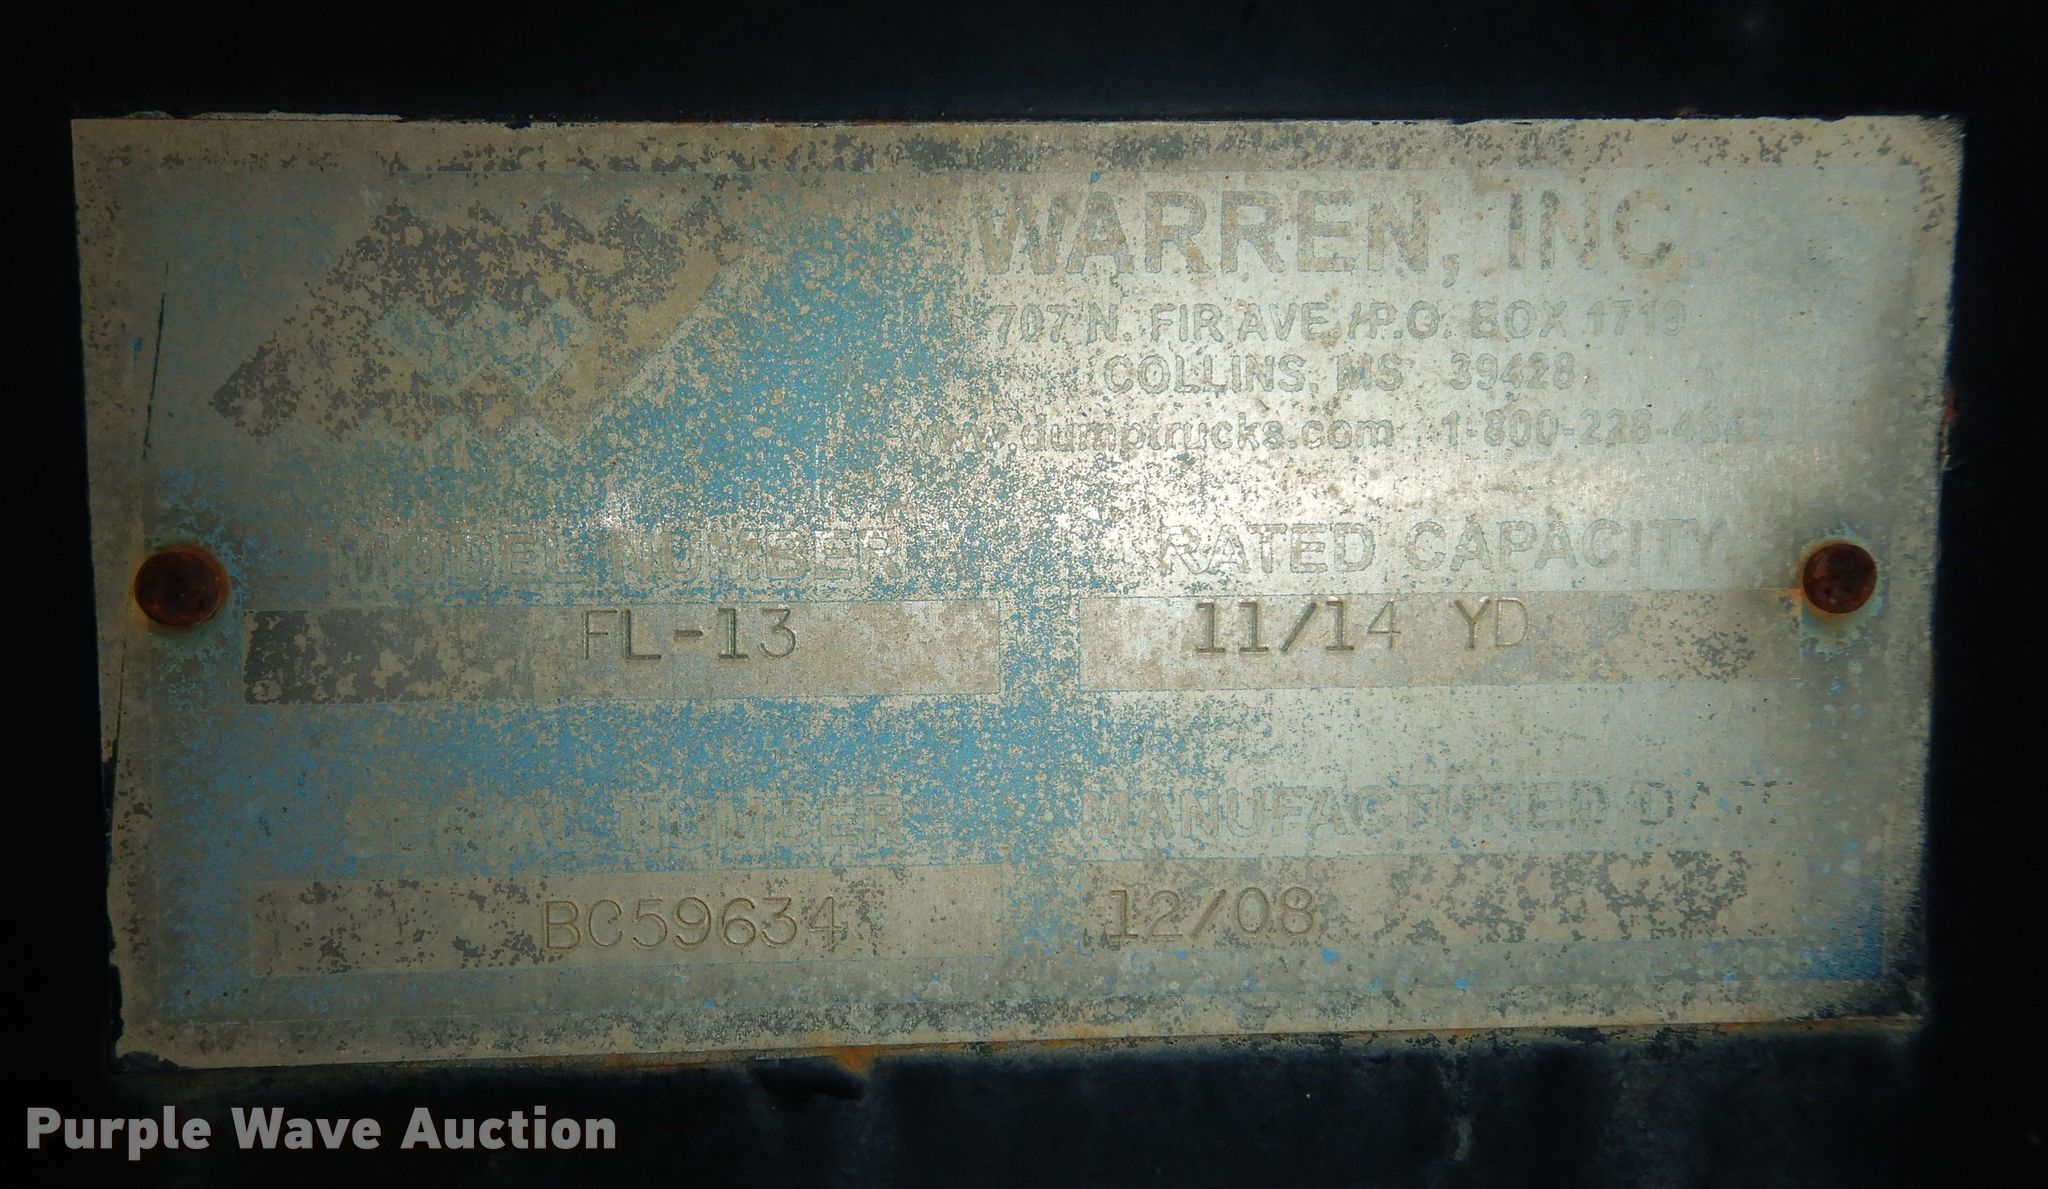 WARREN, INC.
707 N. FIR AVE./P.O. BOX 1719
COLLINS, MS 39428
www.dumptrucks.com
MODEL NUMBER RATED CAPACITY
FL-13 11/14 YD
SERIAL NUMBER MANUFACTURED DATE
BC59634 12/08
Purple Wave Auction